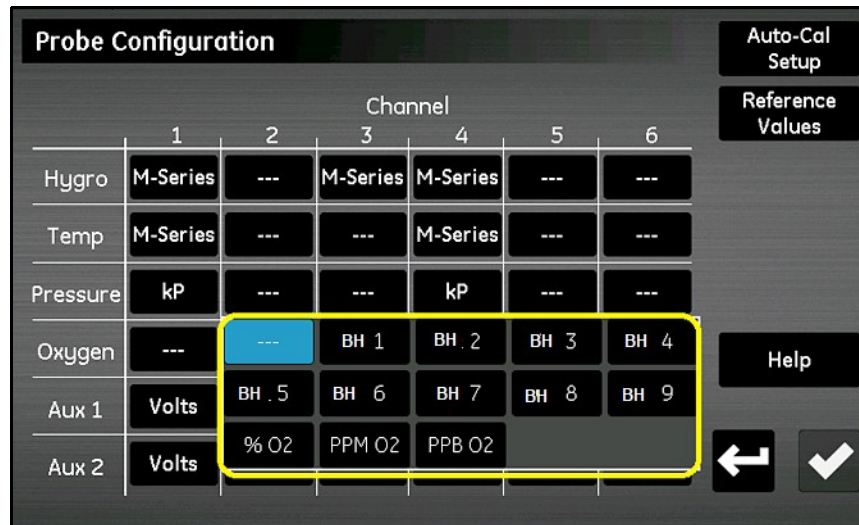 Probe Configuration
Auto-Cal
Setup
Reference
Values
Channel
1 2 3 4 5 6
Hygro M-Series --- M-Series M-Series --- ---
Temp M-Series --- --- M-Series --- ---
Pressure kP --- --- kP --- ---
Oxygen --- --- BH 1 BH . 2 BH 3 BH 4
Help
Aux 1 Volts BH . 5 BH 6 BH 7 BH 8 BH 9
Aux 2 Volts % O2 PPM O2 PPB O2